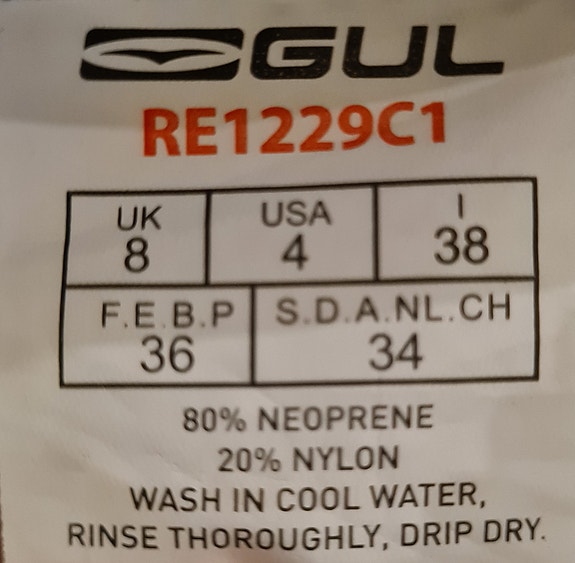 GUL
RE1229C1
UK USA I
8 4 38
F.E.B.P S.D.A.NL.CH
36 34
80% NEOPRENE
20% NYLON
WASH IN COOL WATER,
RINSE THOROUGHLY, DRIP DRY.